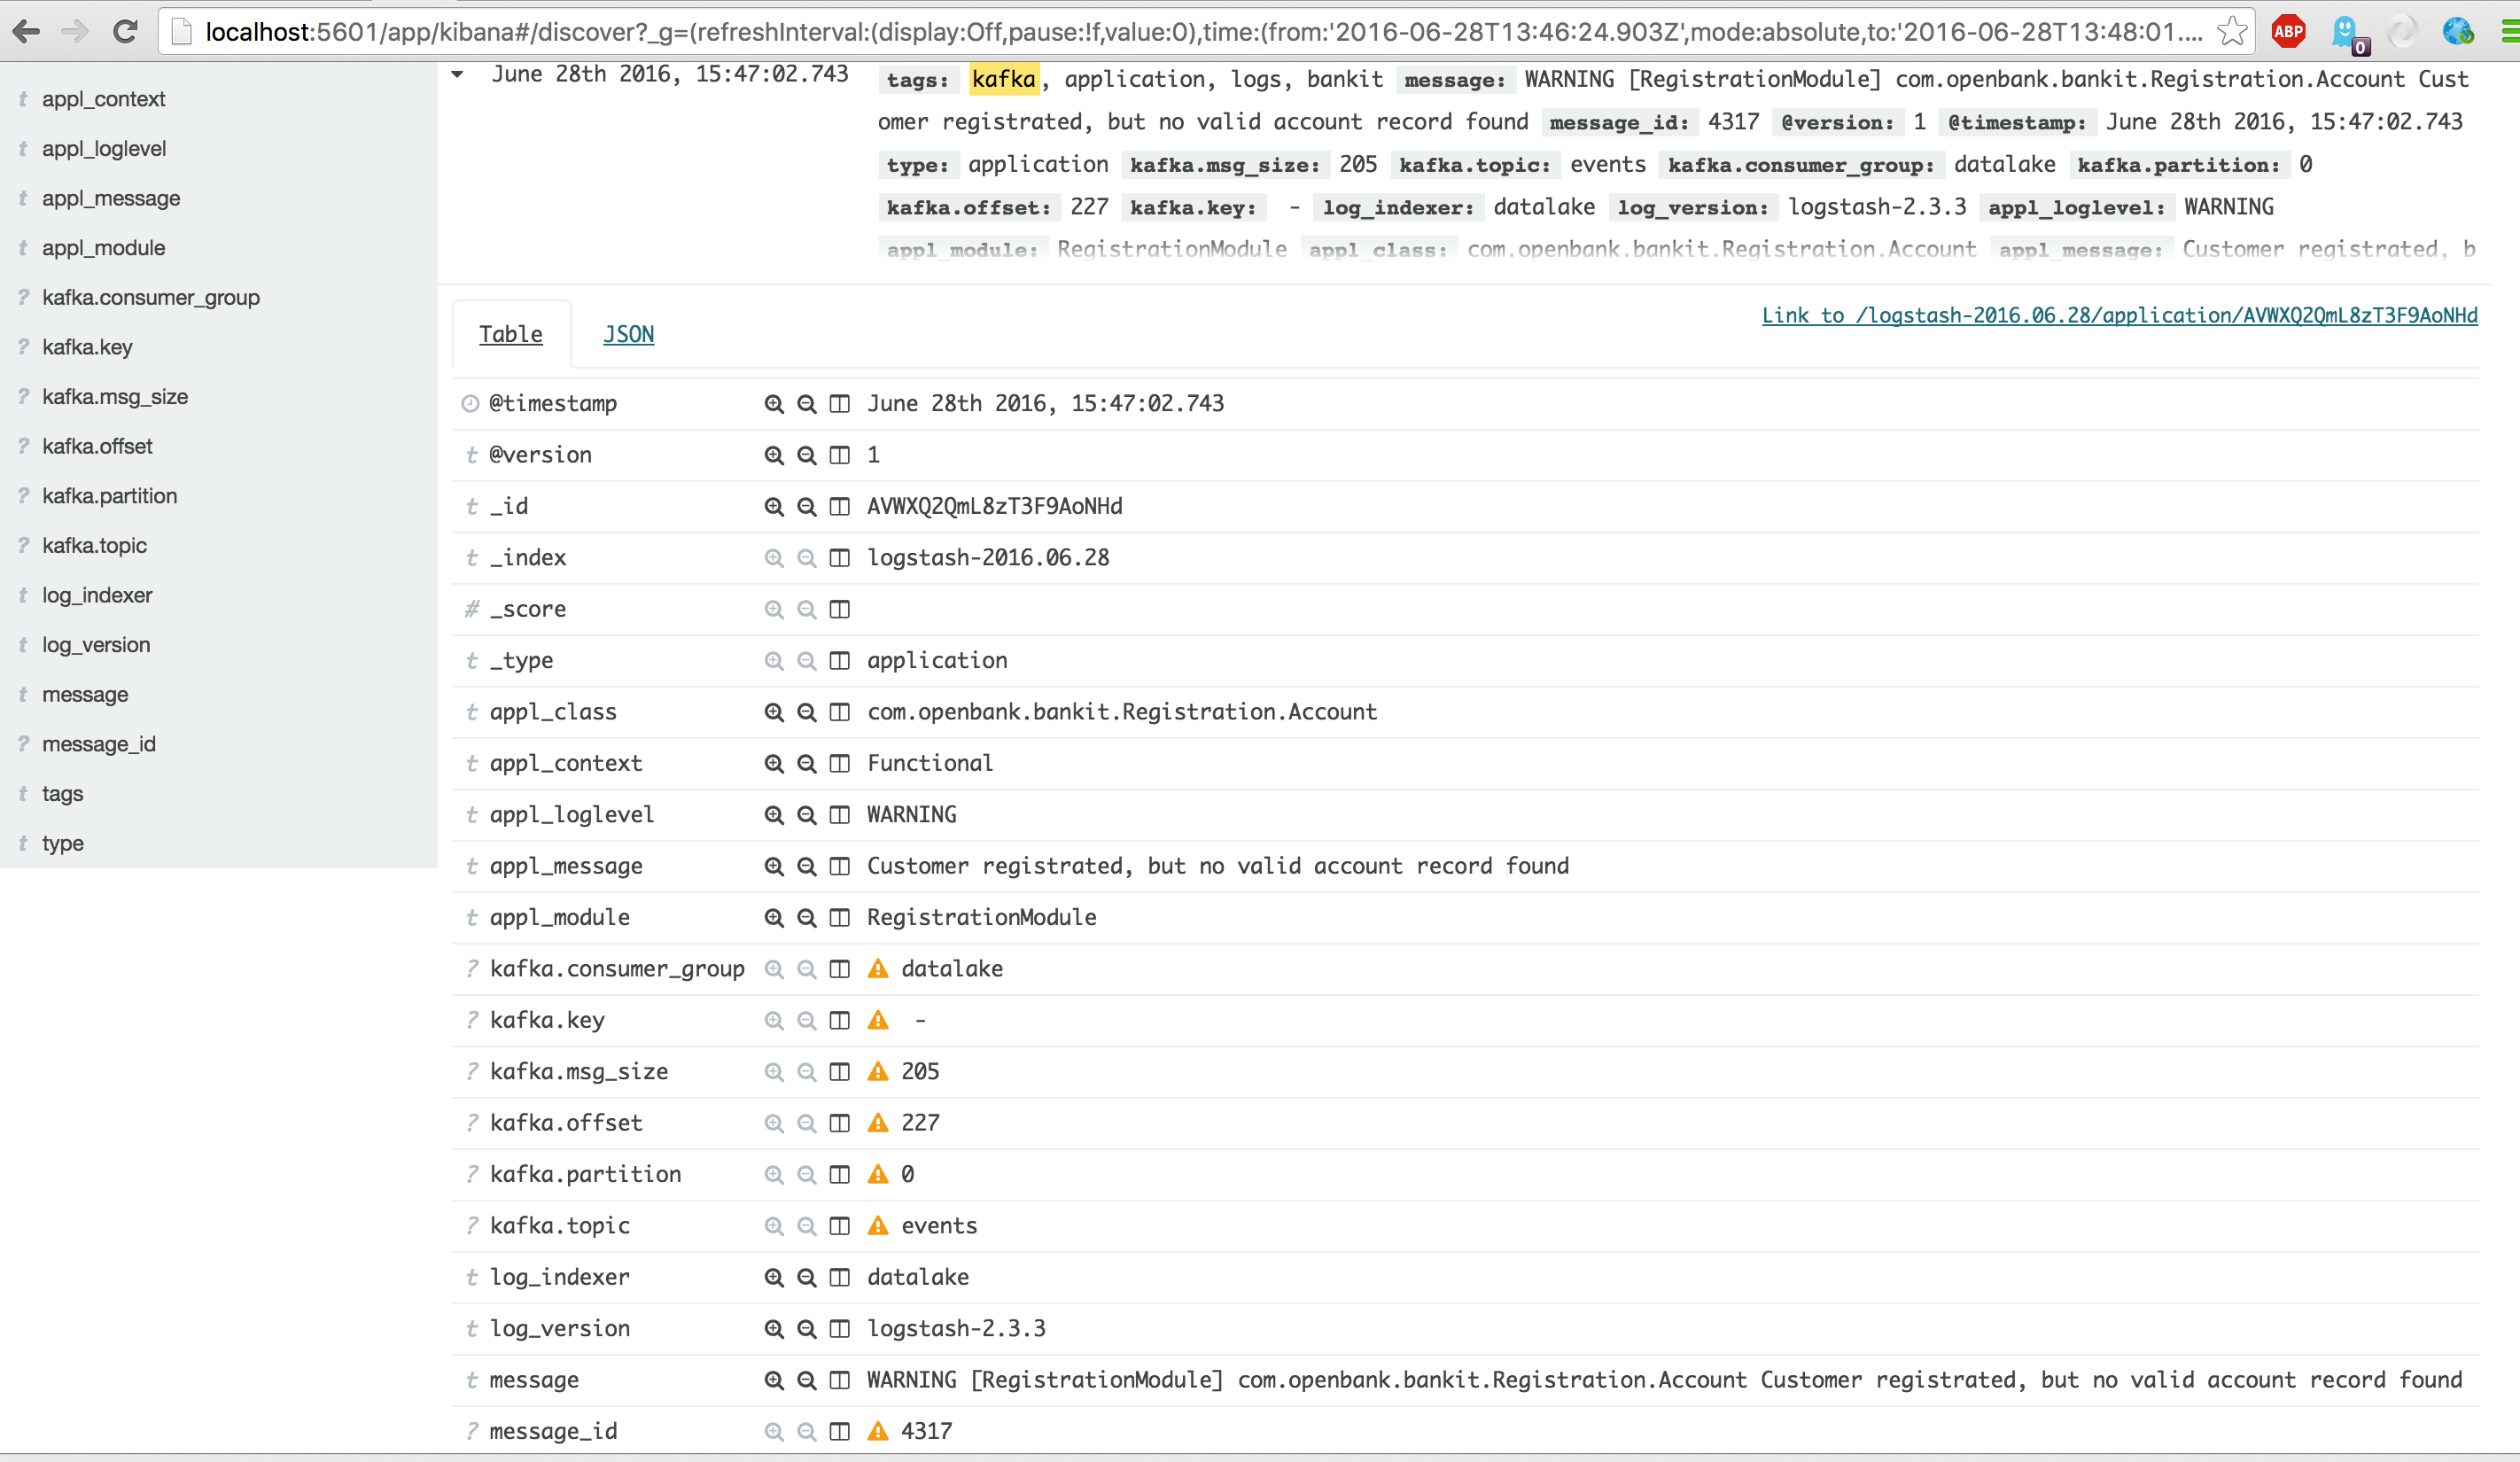 localhost:5601/app/kibana#/discover?_g=(refreshInterval:(display:Off,pause:!f,value:0),time:(from:'2016-06-28T13:46:24.903Z',mode:absolute,to:'2016-06-28T13:48:01....
ABP
0
t appl_context
t appl_loglevel
t appl_message
t appl_module
? kafka.consumer_group
? kafka.key
? kafka.msg_size
? kafka.offset
? kafka.partition
? kafka.topic
t log_indexer
t log_version
t message
? message_id
t tags
t type
June 28th 2016, 15:47:02.743
tags: kafka, application, logs, bankit message: WARNING [RegistrationModule] com.openbank.bankit.Registration.Account Cust
omer registrated, but no valid account record found message_id: 4317 @version: 1 @timestamp: June 28th 2016, 15:47:02.743
type: application kafka.msg_size: 205 kafka.topic: events kafka.consumer_group: datalake kafka.partition: 0
kafka.offset: 227 kafka.key: - log_indexer: datalake log_version: logstash-2.3.3 appl_loglevel: WARNING
appl_module: RegistrationModule appl_class: com.openbank.bankit.Registration.Account appl_message: Customer registrated, b
Table JSON
Link to /logstash-2016.06.28/application/AVWXQ2QmL8zT3F9AoNHd
@timestamp June 28th 2016, 15:47:02.743
t @version 1
t _id AVWXQ2QmL8zT3F9AoNHd
t _index logstash-2016.06.28
# _score
t _type application
t appl_class com.openbank.bankit.Registration.Account
t appl_context Functional
t appl_loglevel WARNING
t appl_message Customer registrated, but no valid account record found
t appl_module RegistrationModule
? kafka.consumer_group datalake
? kafka.key -
? kafka.msg_size 205
? kafka.offset 227
? kafka.partition 0
? kafka.topic events
t log_indexer datalake
t log_version logstash-2.3.3
t message WARNING [RegistrationModule] com.openbank.bankit.Registration.Account Customer registrated, but no valid account record found
? message_id 4317